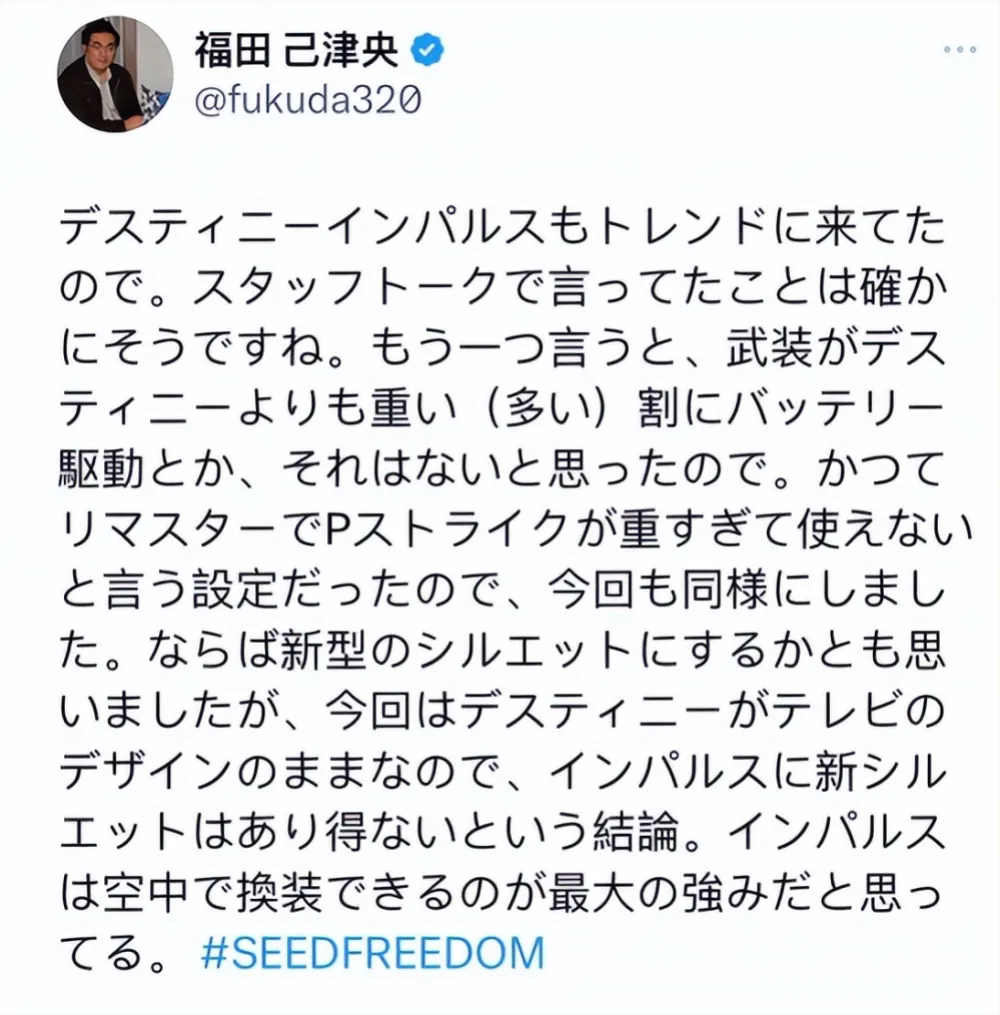 福田 己津央
@fukuda320
デスティニーインパルスもトレンドに来てた
ので。スタッフトークで言ってたことは確か
にそうですね。もう一つ言うと、武装がデス
ティニーよりも重い（多い）割にバッテリー
駆動とか、それはないと思ったので。かつて
リマスターでPストライクが重すぎて使えない
と言う設定だったので、今回も同様にしまし
た。ならば新型のシルエットにするかとも思
いましたが、今回はデスティニーがテレビの
デザインのままなので、インパルスに新シル
エットはあり得ないという結論。インパルス
は空中で換装できるのが最大の強みだと思っ
てる。 #SEEDFREEDOM